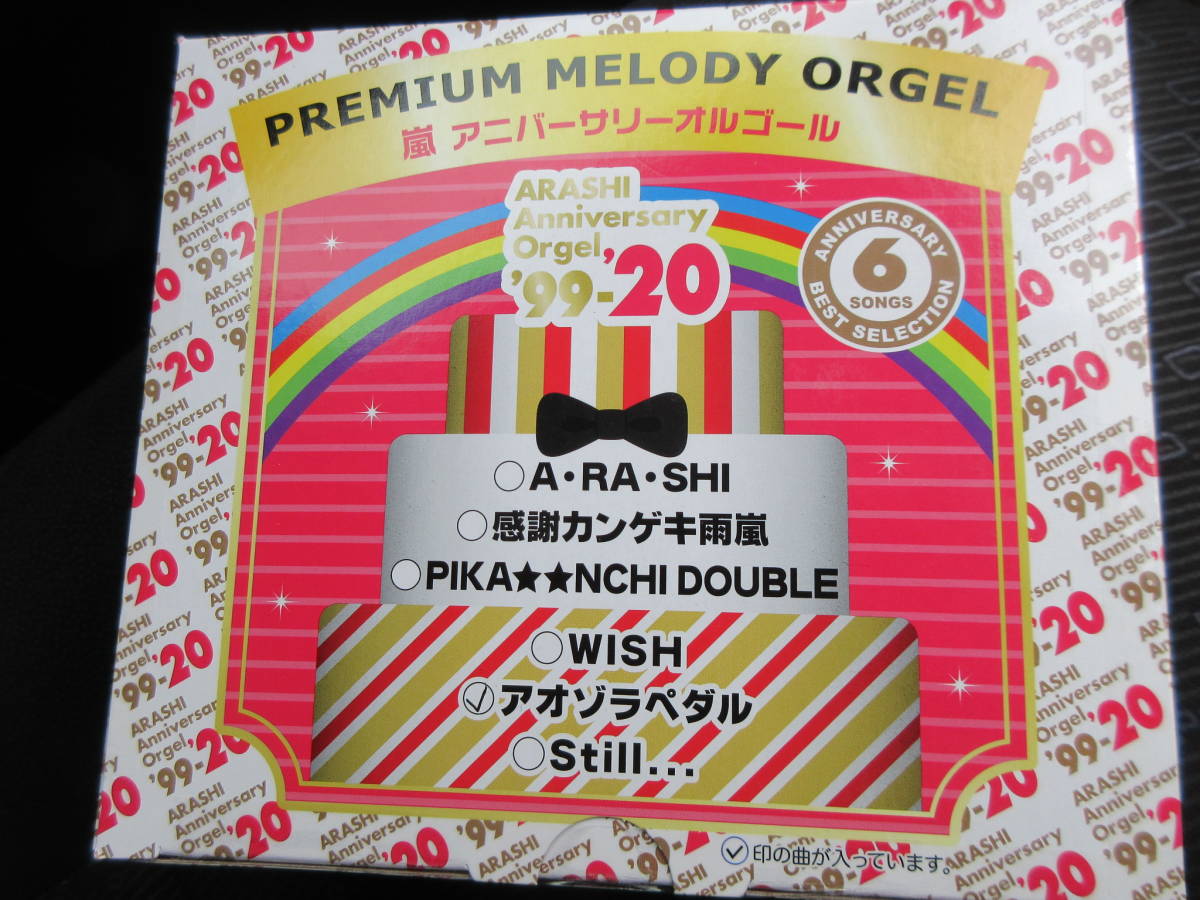 PREMIUM MELODY ORGEL
嵐 アニバーサリーオルゴール
ARASHI
Anniversary
Orgel
'99-'20
ANNIVERSARY
6
SONGS
BEST SELECTION
○A・RA・SHI
○感謝カンゲキ雨嵐
○PIKA★★NCHI DOUBLE
○WISH
✓アオゾラペダル
○Still...
✓印の曲が入っています。